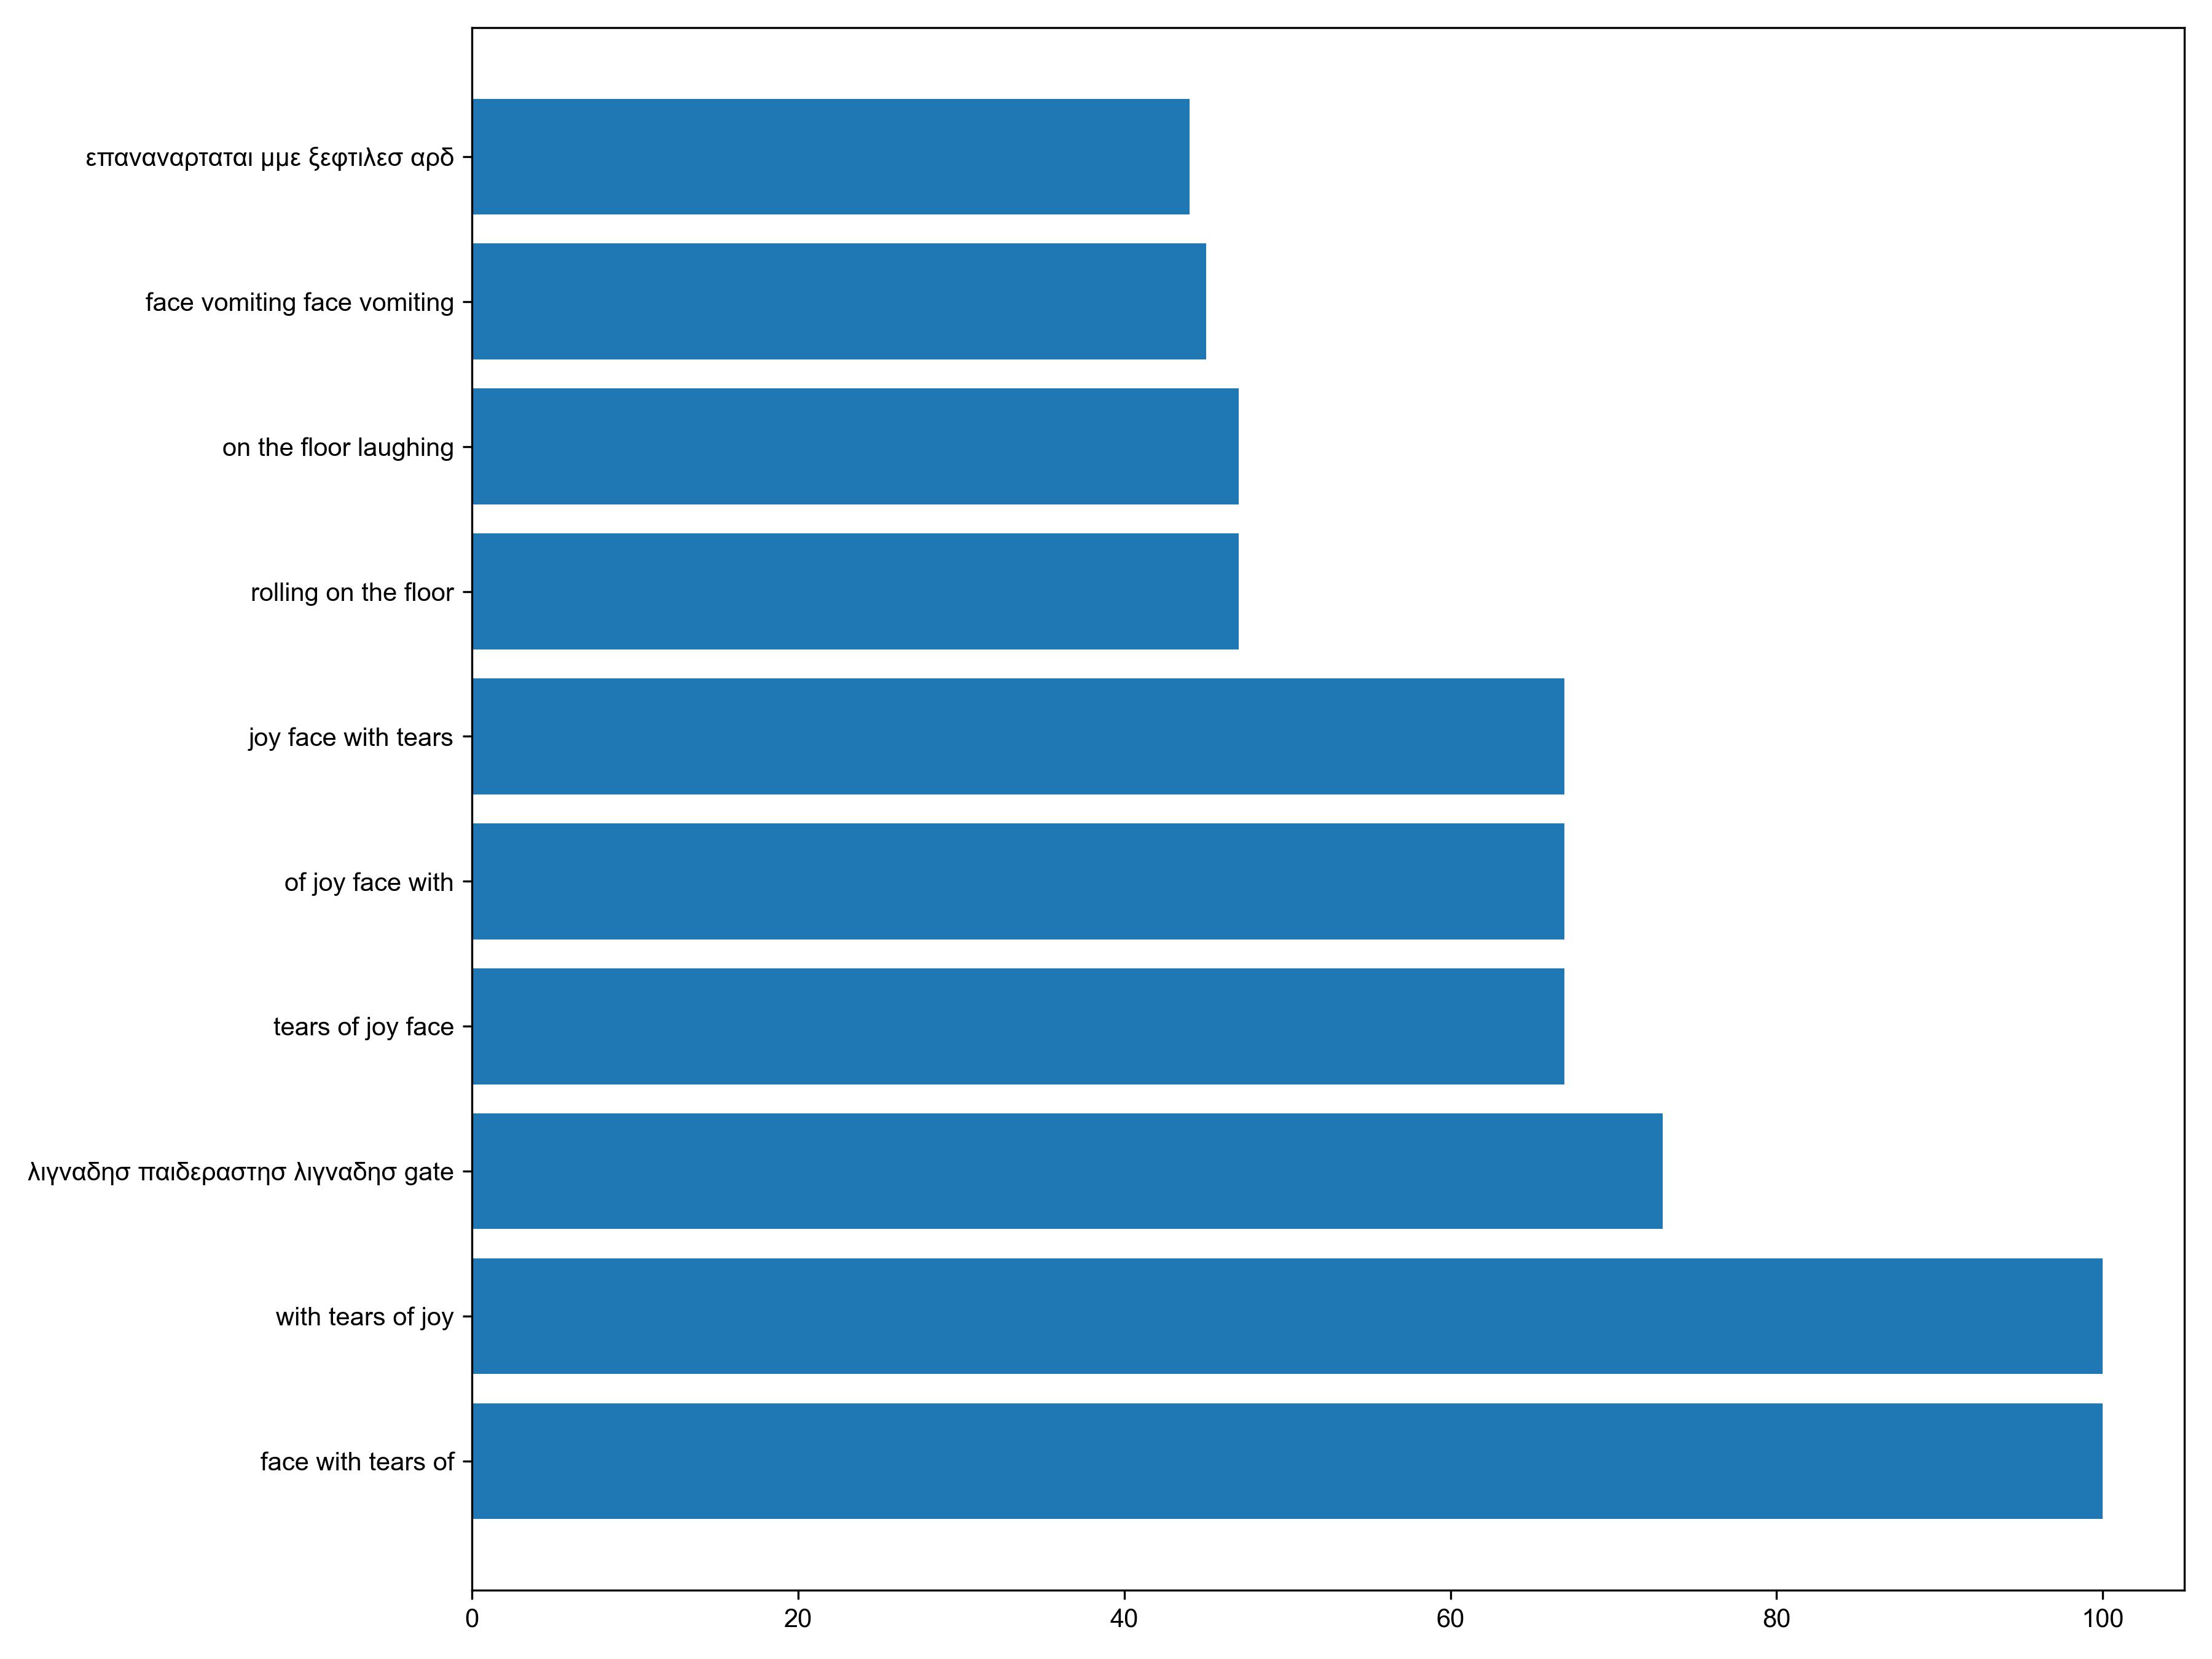 επαναναρταται μμε ξεφτιλεσ αρδ
face vomiting face vomiting
on the floor laughing
rolling on the floor
joy face with tears
of joy face with
tears of joy face
λιγναδησ παιδεραστησ λιγναδησ gate
with tears of joy
face with tears of
0 20 40 60 80 100